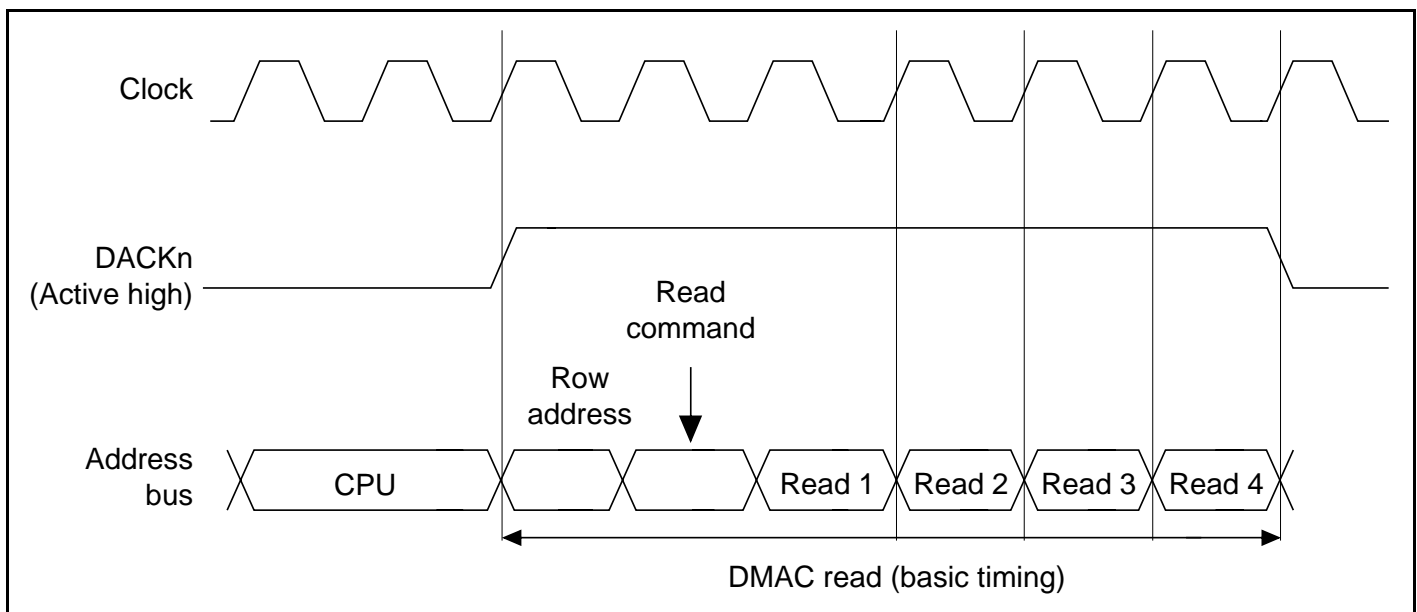 Clock
DACKn
(Active high)
Read
command
Row
address
Address
bus
CPU
Read 1
Read 2
Read 3
Read 4
DMAC read (basic timing)